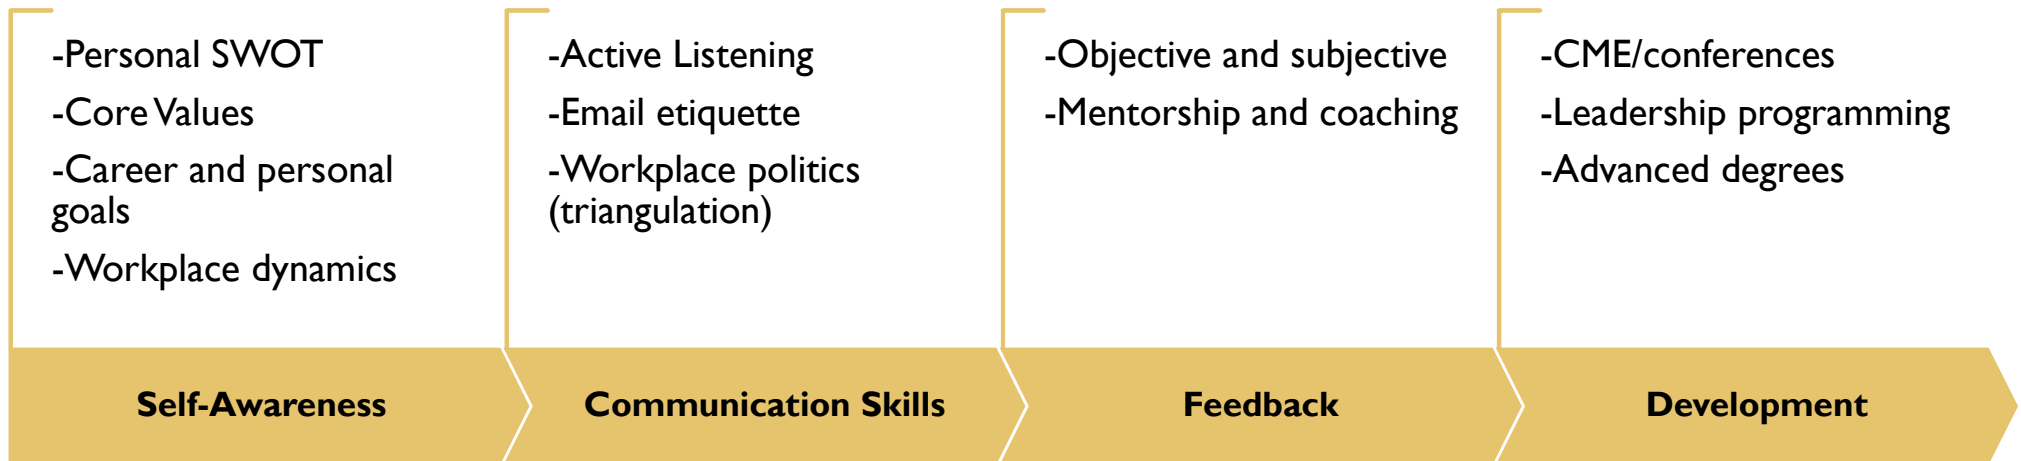 -Personal SWOT
-Core Values
-Career and personal
goals
-Workplace dynamics
Self-Awareness
-Active Listening
-Email etiquette
-Workplace politics
(triangulation)
Communication Skills
-Objective and subjective
-Mentorship and coaching
Feedback
-CME/conferences
-Leadership programming
-Advanced degrees
Development